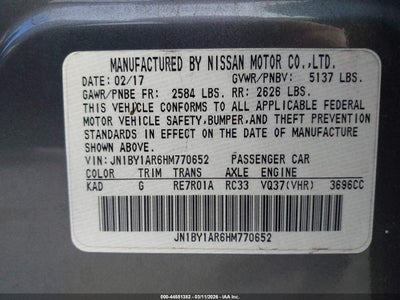 MANUFACTURED BY NISSAN MOTOR CO.,LTD.
DATE: 02/17 GVWR/PNBV: 5137 LBS.
GAWR/PNBE FR: 2584 LBS. RR: 2626 LBS.
THIS VEHICLE CONFORMS TO ALL APPLICABLE FEDERAL
MOTOR VEHICLE SAFETY,BUMPER,AND THEFT PREVENTION
STANDARDS IN EFFECT ON THE DATE OF MANUFACTURE
SHOWN ABOVE.
VIN: JN1BY1AR6HM770652 PASSENGER CAR
COLOR TRIM TRANS AXLE ENGINE
KAD G RE7R01A RC33 VQ37(VHR) 3696CC
JN1BY1AR6HM770652
000-44551382 - 03/11/2026 - IAAI.COM